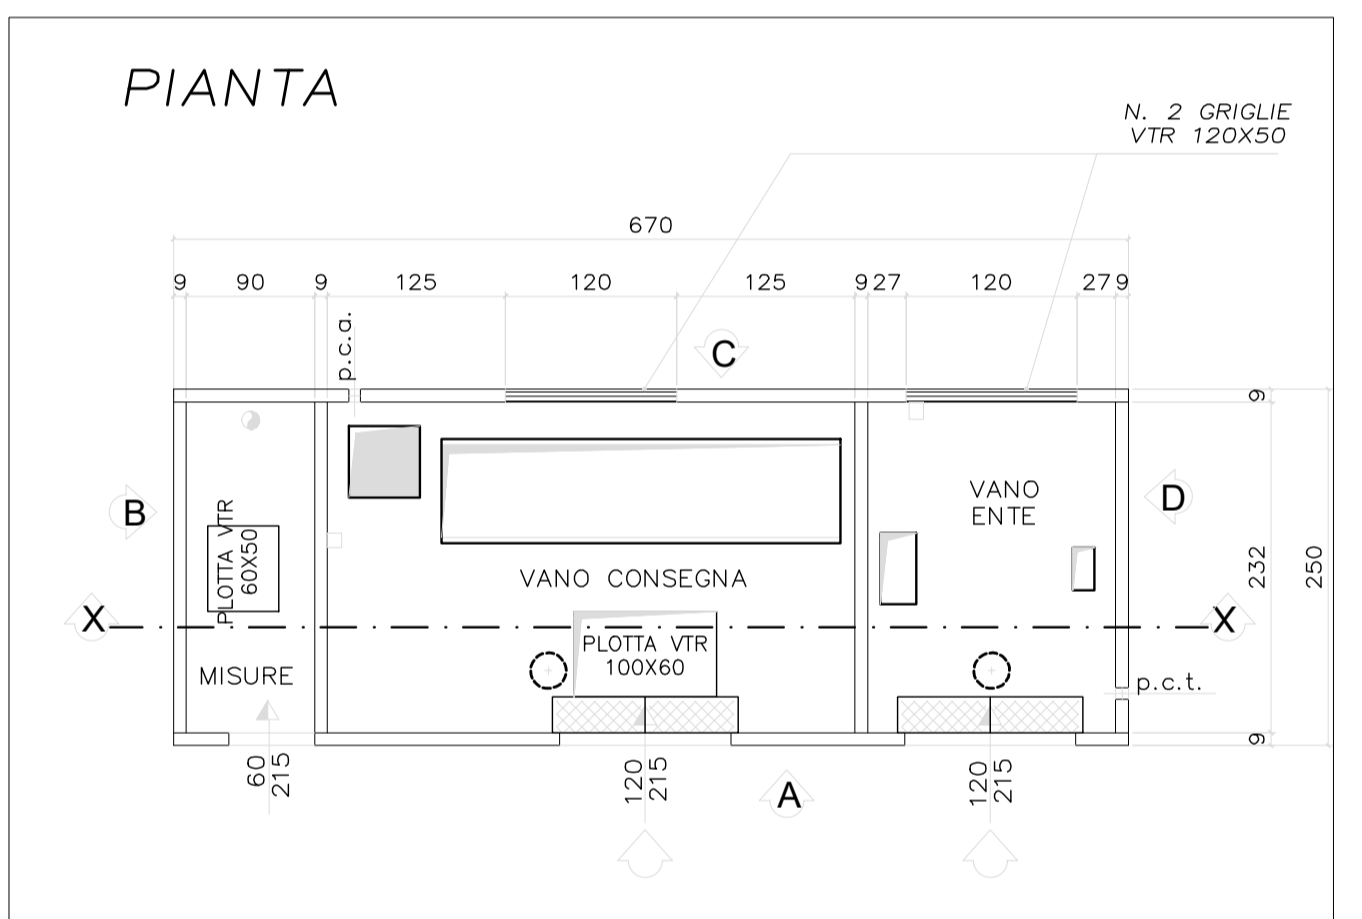 PIANTA
N. 2 GRIGLIE
VTR 120X50
670
9 90 9 125 120 125 9 27 120 27 9
p.c.a.
C
9
B
PLOTTA VTR
60X50
VANO
ENTE
D
VANO CONSEGNA
232
250
X
X
PLOTTA VTR
100X60
MISURE
p.c.t.
9
60
215
120
215
120
215
A